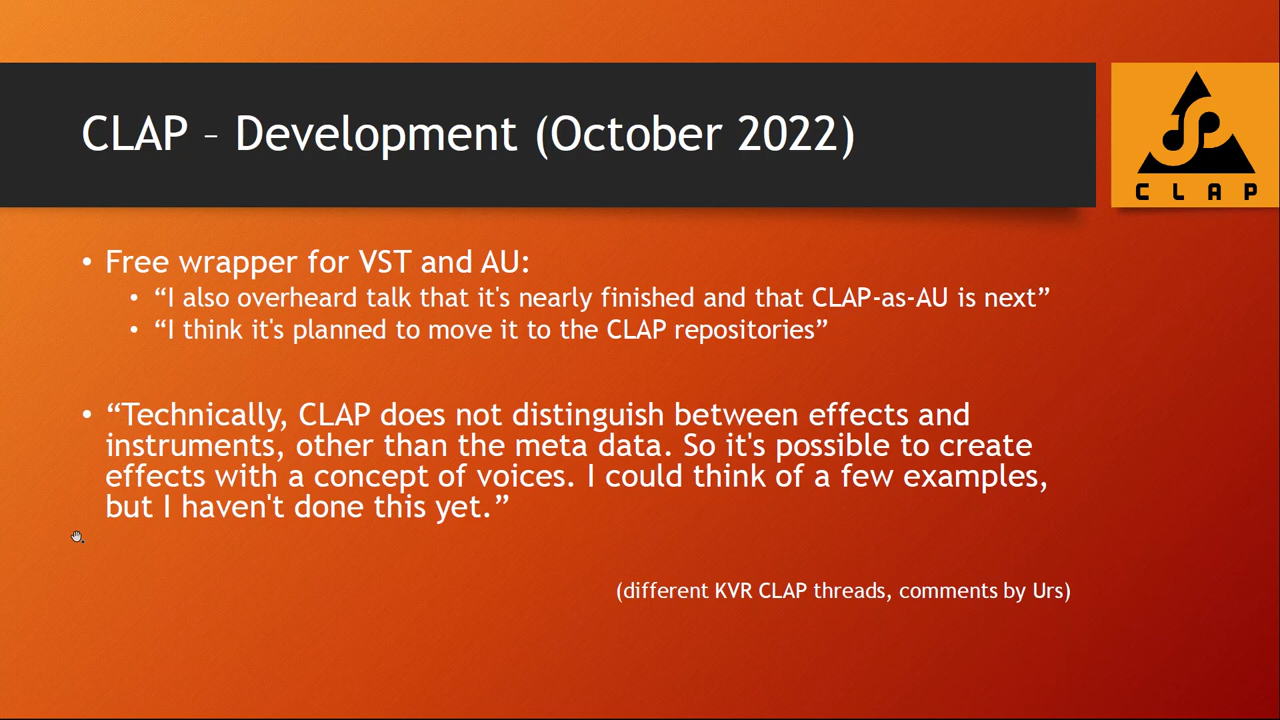 CLAP – Development (October 2022)
C L A P
• Free wrapper for VST and AU:
• “I also overheard talk that it's nearly finished and that CLAP-as-AU is next”
• “I think it's planned to move it to the CLAP repositories”
• “Technically, CLAP does not distinguish between effects and
instruments, other than the meta data. So it's possible to create
effects with a concept of voices. I could think of a few examples,
but I haven't done this yet.”
(different KVR CLAP threads, comments by Urs)